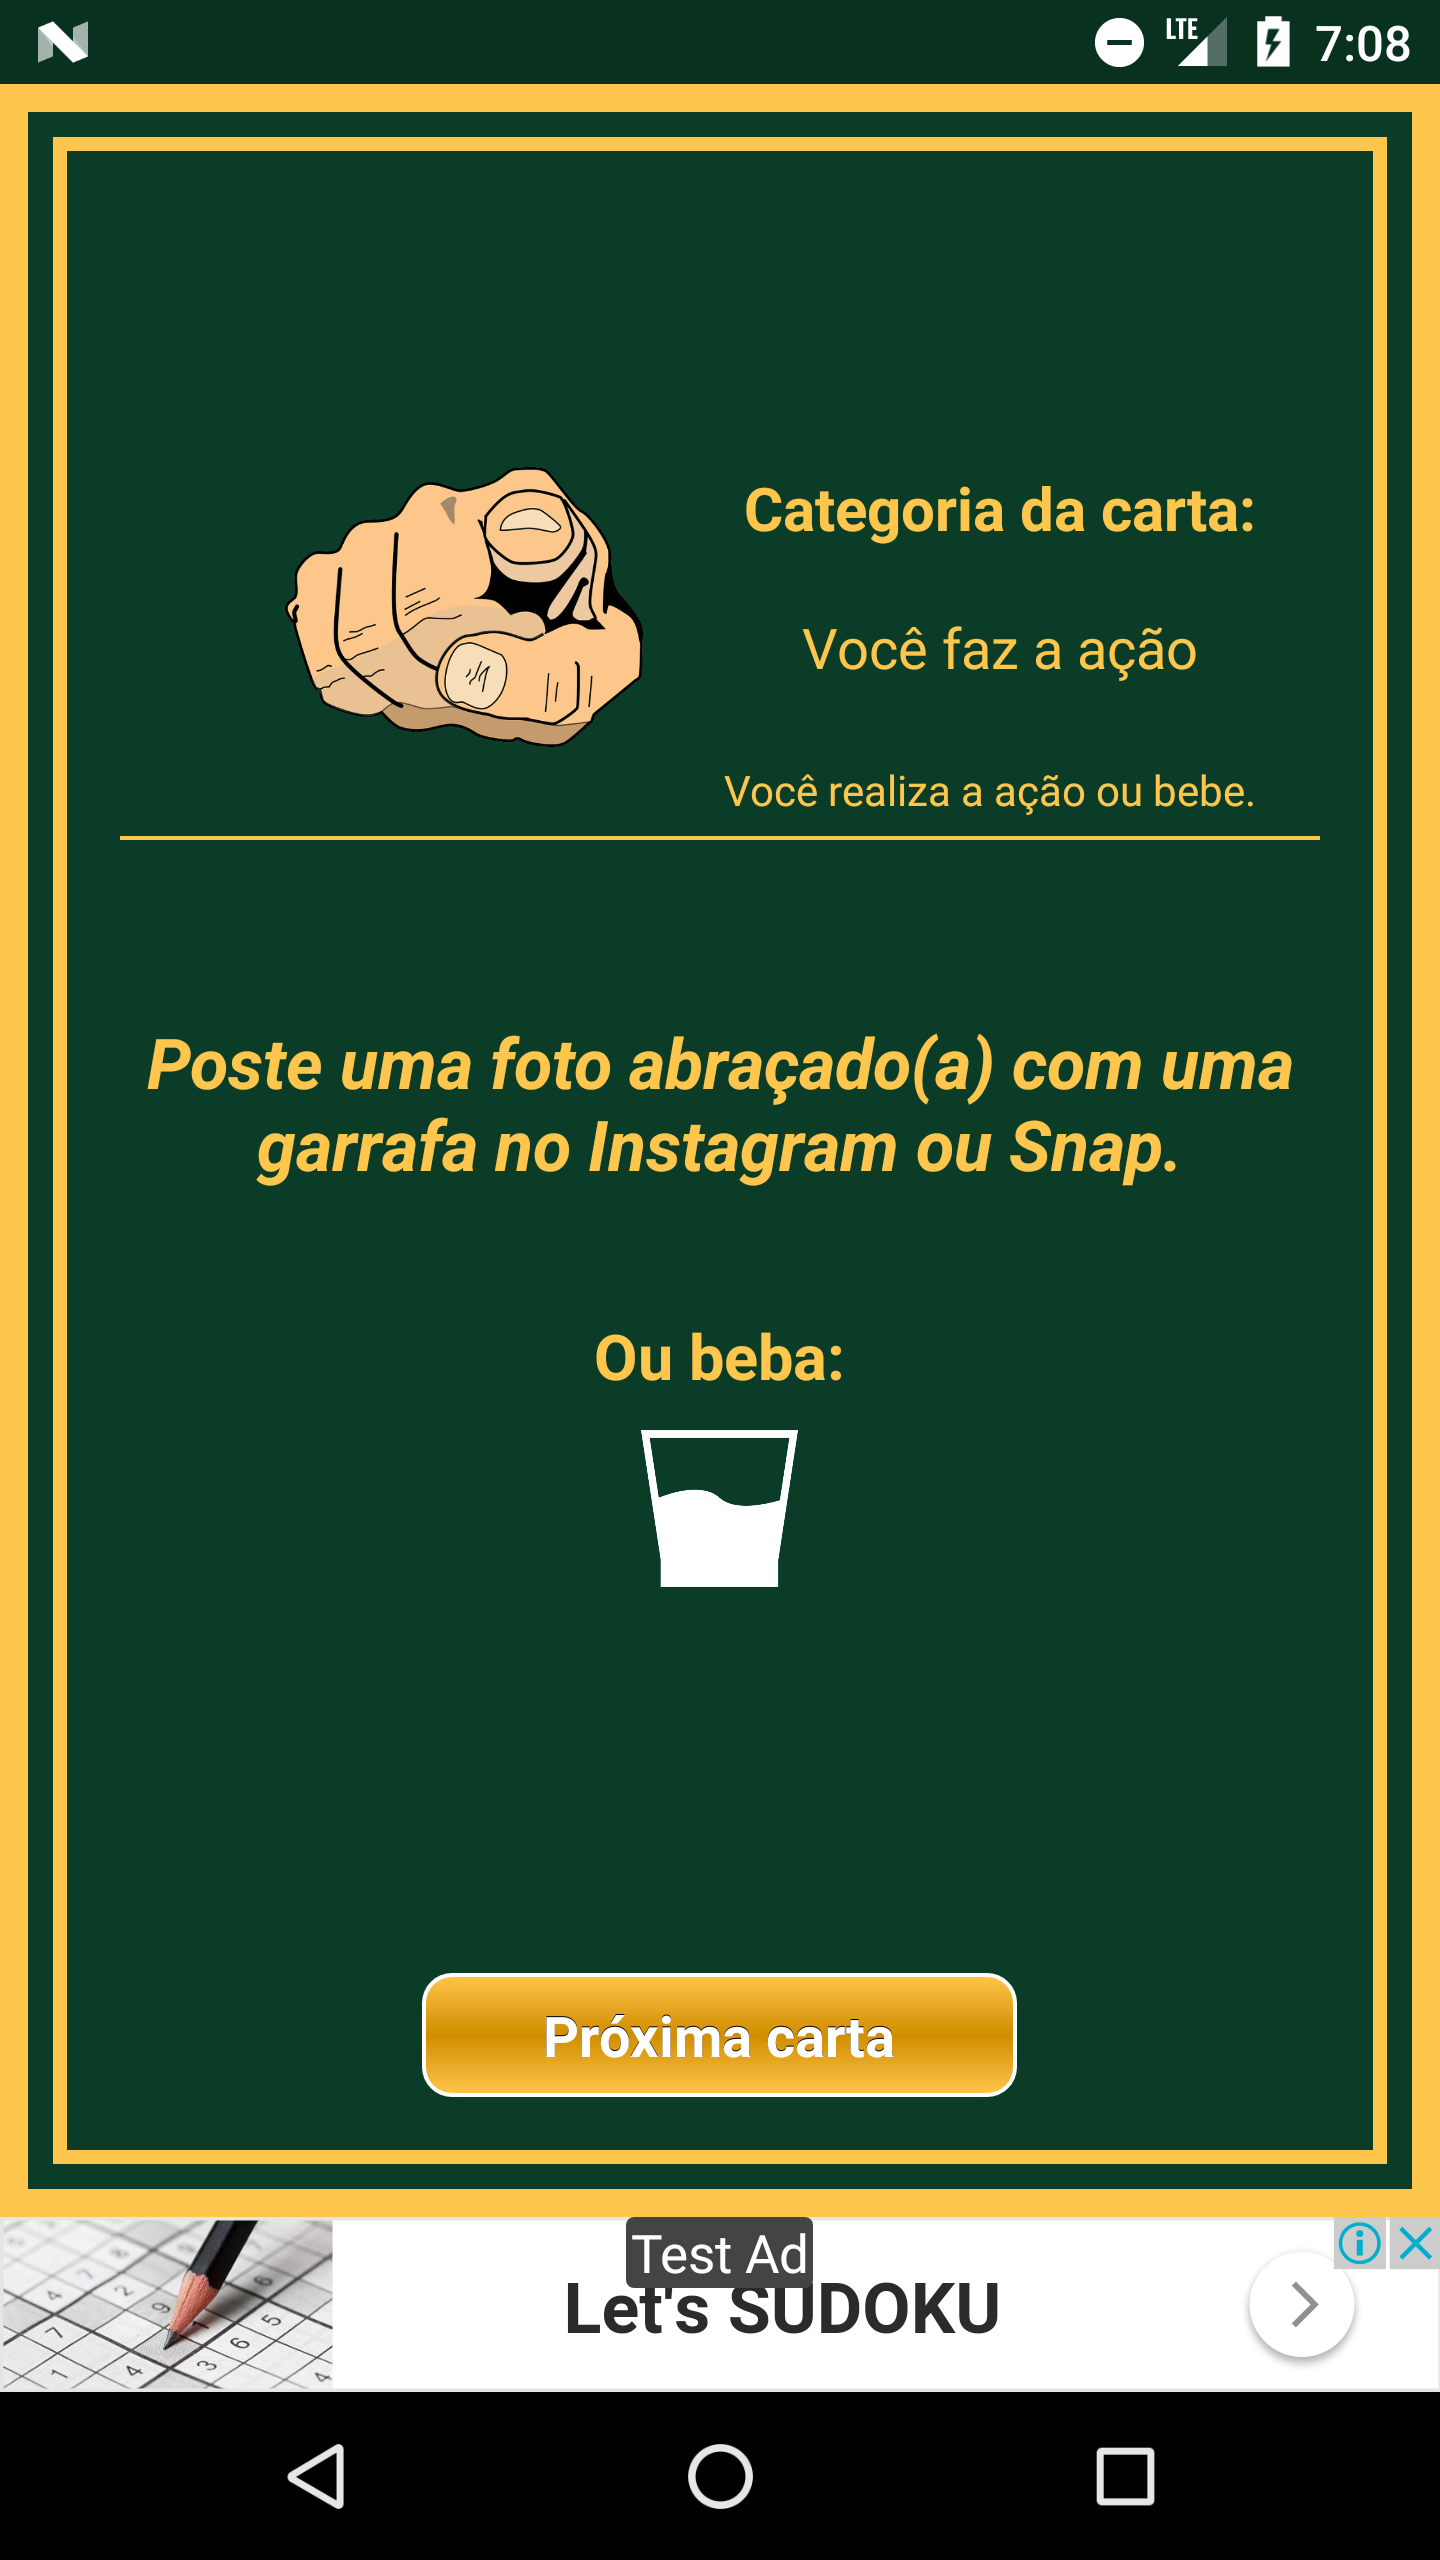 LTE 7:08
Categoria da carta:
Você faz a ação
Você realiza a ação ou bebe.
Poste uma foto abraçado(a) com uma
garrafa no Instagram ou Snap.
Ou beba:
Próxima carta
Test Ad
Let's SUDOKU